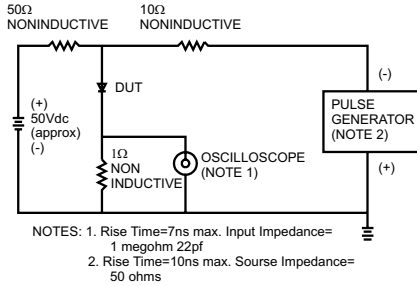 50Ω
NONINDUCTIVE
10Ω
NONINDUCTIVE
(+)
50Vdc
(approx)
(-)
DUT
(-)
PULSE
GENERATOR
(NOTE 2)
(+)
1Ω
NON
INDUCTIVE
OSCILLOSCOPE
(NOTE 1)
NOTES: 1. Rise Time=7ns max. Input Impedance=
1 megohm 22pf
2. Rise Time=10ns max. Sourse Impedance=
50 ohms